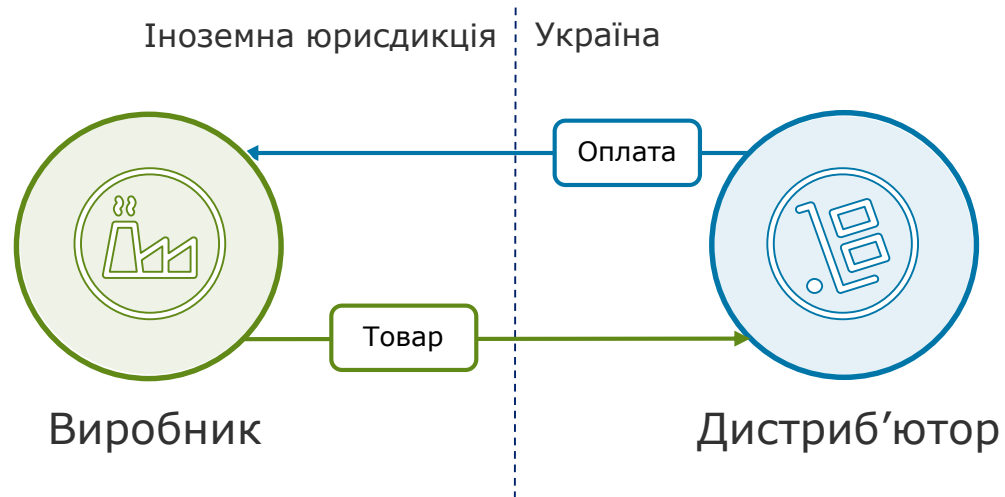 Іноземна юрисдикція
Україна
Оплата
Товар
Виробник
Дистриб’ютор